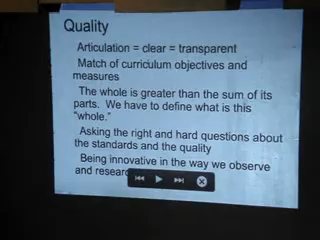 Quality
Articulation = clear = transparent
Match of curriculum objectives and
measures
The whole is greater than the sum of its
parts. We have to define what is this
"whole."
Asking the right and hard questions about
the standards and the quality
Being innovative in the way we observe
and